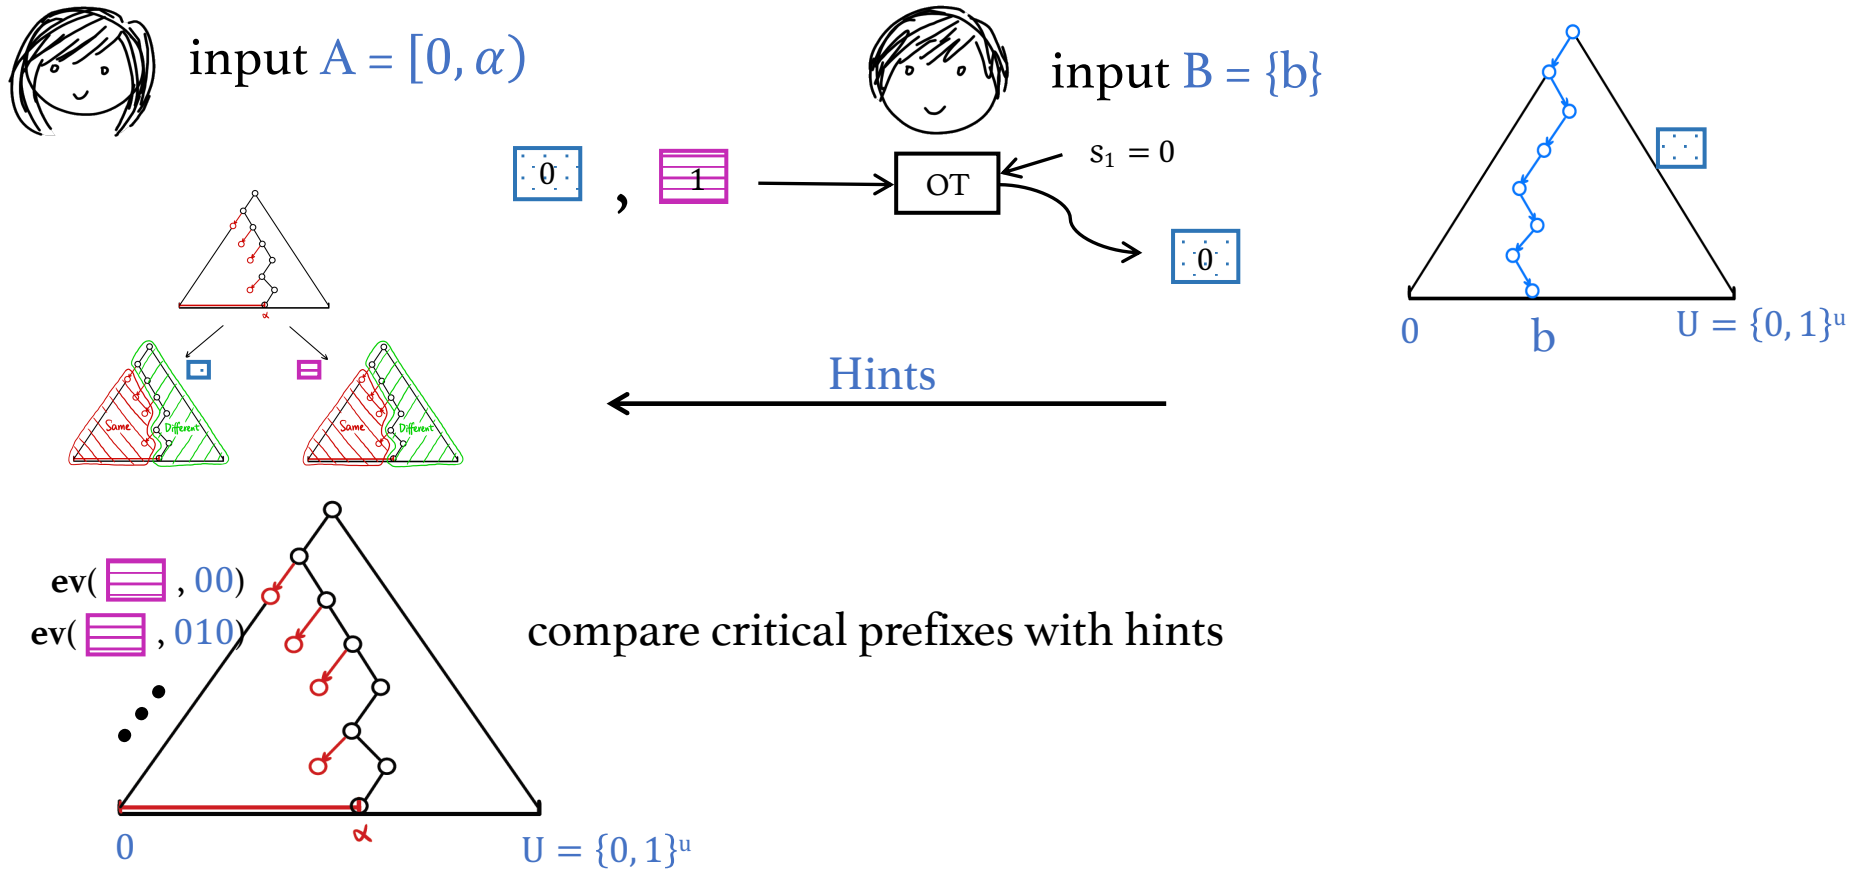 input A = [0, α)
input B = {b}
0 , 1
OT
s₁ = 0
0
0
b
U = {0, 1}ᵘ
Hints
Same
Different
Same
Different
α
ev( , 00)
ev( , 010)
compare critical prefixes with hints
α
0
U = {0, 1}ᵘ